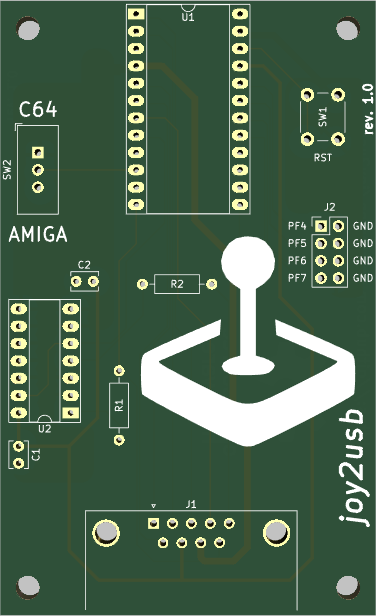 U1
rev. 1.0
C64
SW1
SW2
RST
J2
PF4 GND
PF5 GND
PF6 GND
PF7 GND
AMIGA
C2
R2
R1
U2
C1
joy2usb
J1